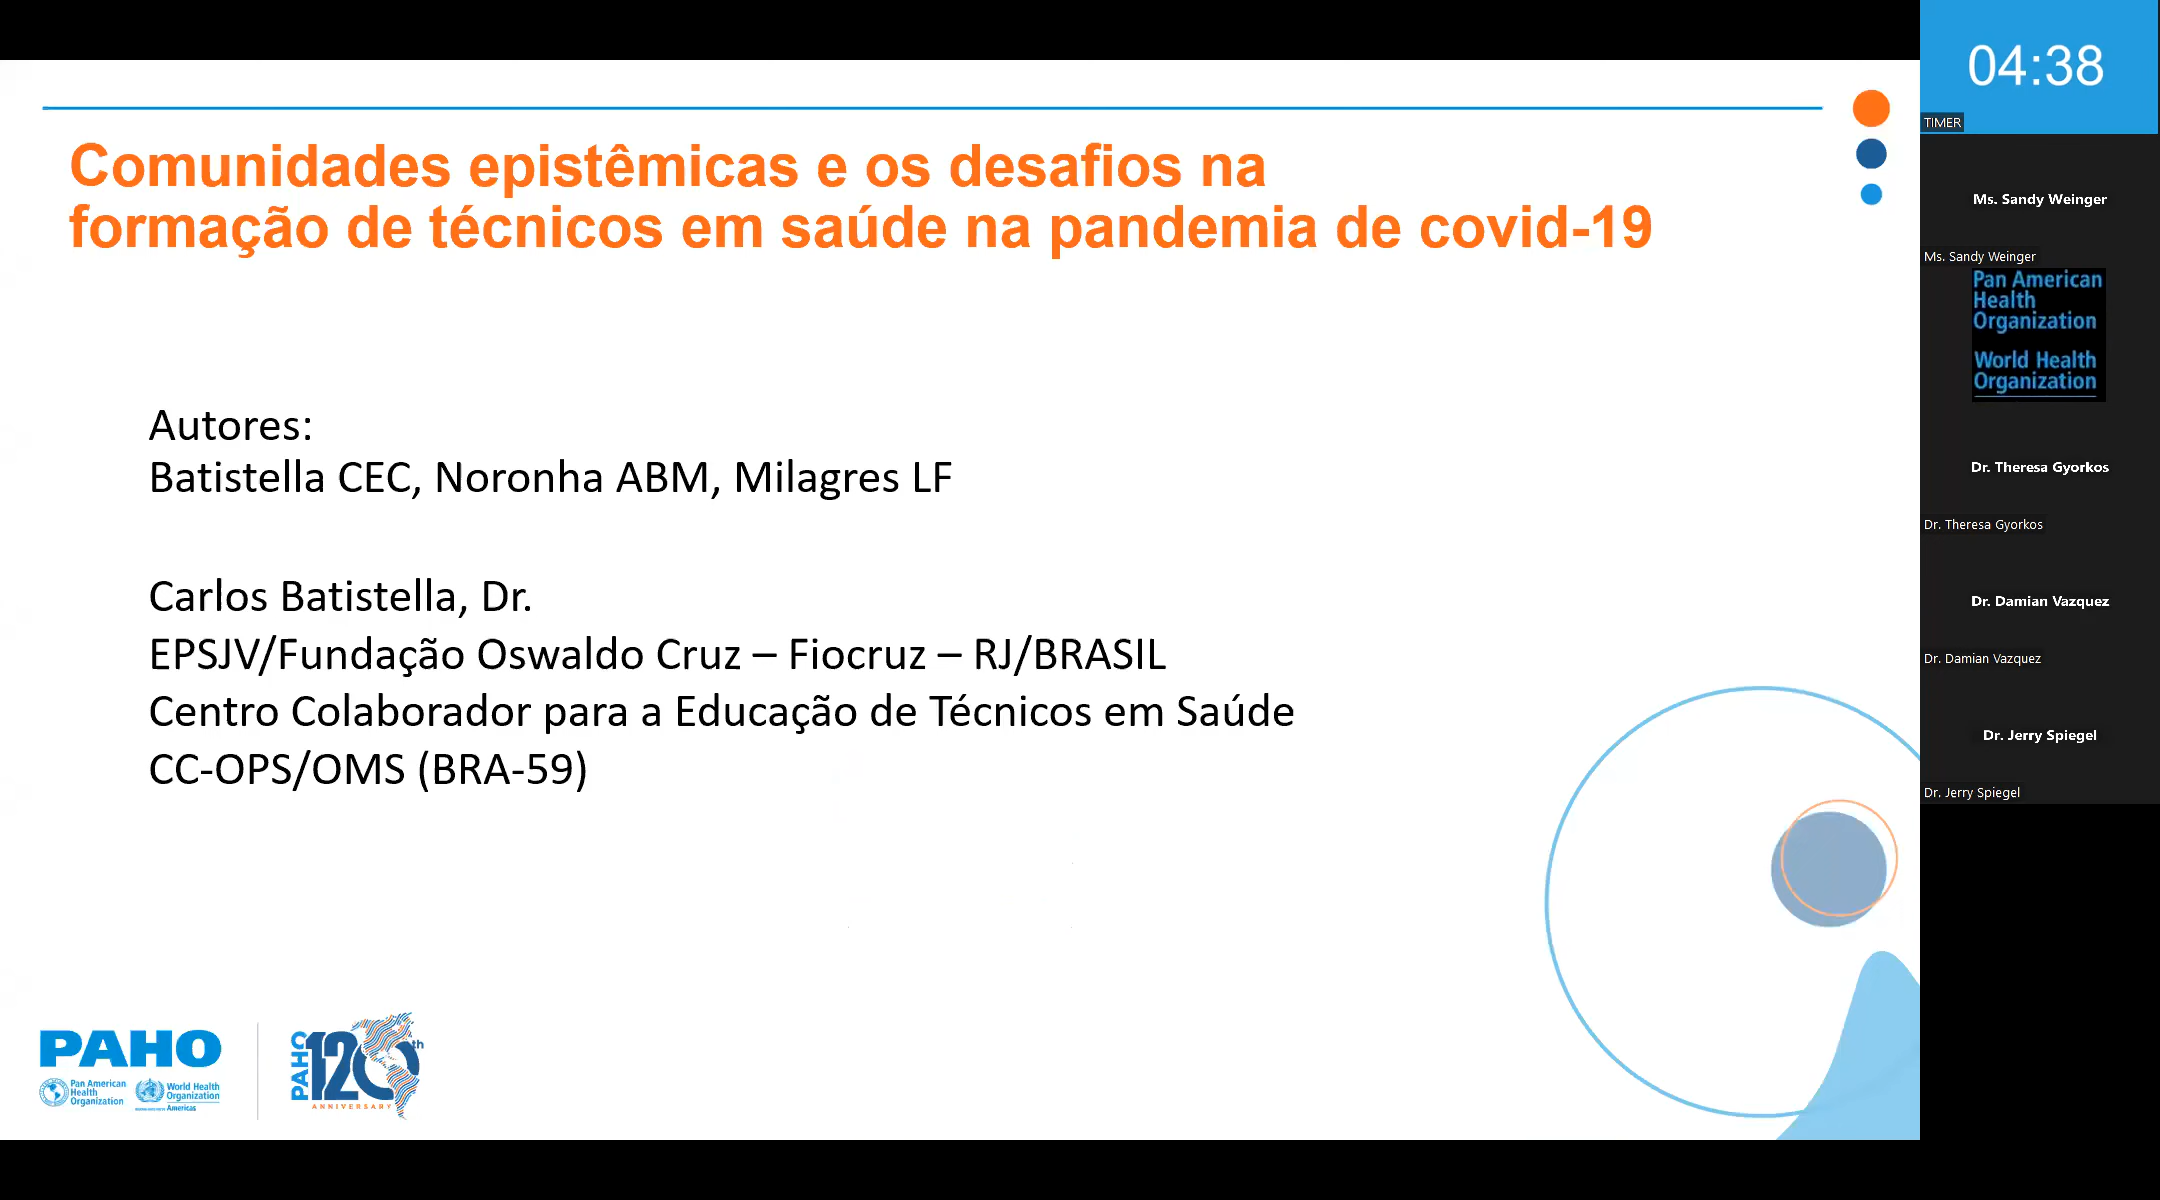 Comunidades epistêmicas e os desafios na
formação de técnicos em saúde na pandemia de covid-19
Autores:
Batistella CEC, Noronha ABM, Milagres LF
Carlos Batistella, Dr.
EPSJV/Fundação Oswaldo Cruz – Fiocruz – RJ/BRASIL
Centro Colaborador para a Educação de Técnicos em Saúde
CC-OPS/OMS (BRA-59)
PAHO
Pan American
Health
Organization
World Health
Organization
Americas
PAHO
120th
ANNIVERSARY
04:38
TIMER
Ms. Sandy Weinger
Ms. Sandy Weinger
Pan American
Health
Organization
World Health
Organization
Dr. Theresa Gyorkos
Dr. Theresa Gyorkos
Dr. Damian Vazquez
Dr. Damian Vazquez
Dr. Jerry Spiegel
Dr. Jerry Spiegel